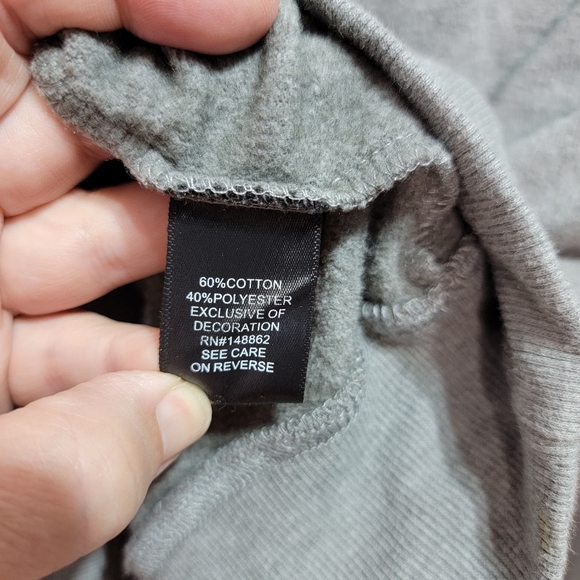 60%COTTON
40%POLYESTER
EXCLUSIVE OF
DECORATION
RN#148862
SEE CARE
ON REVERSE